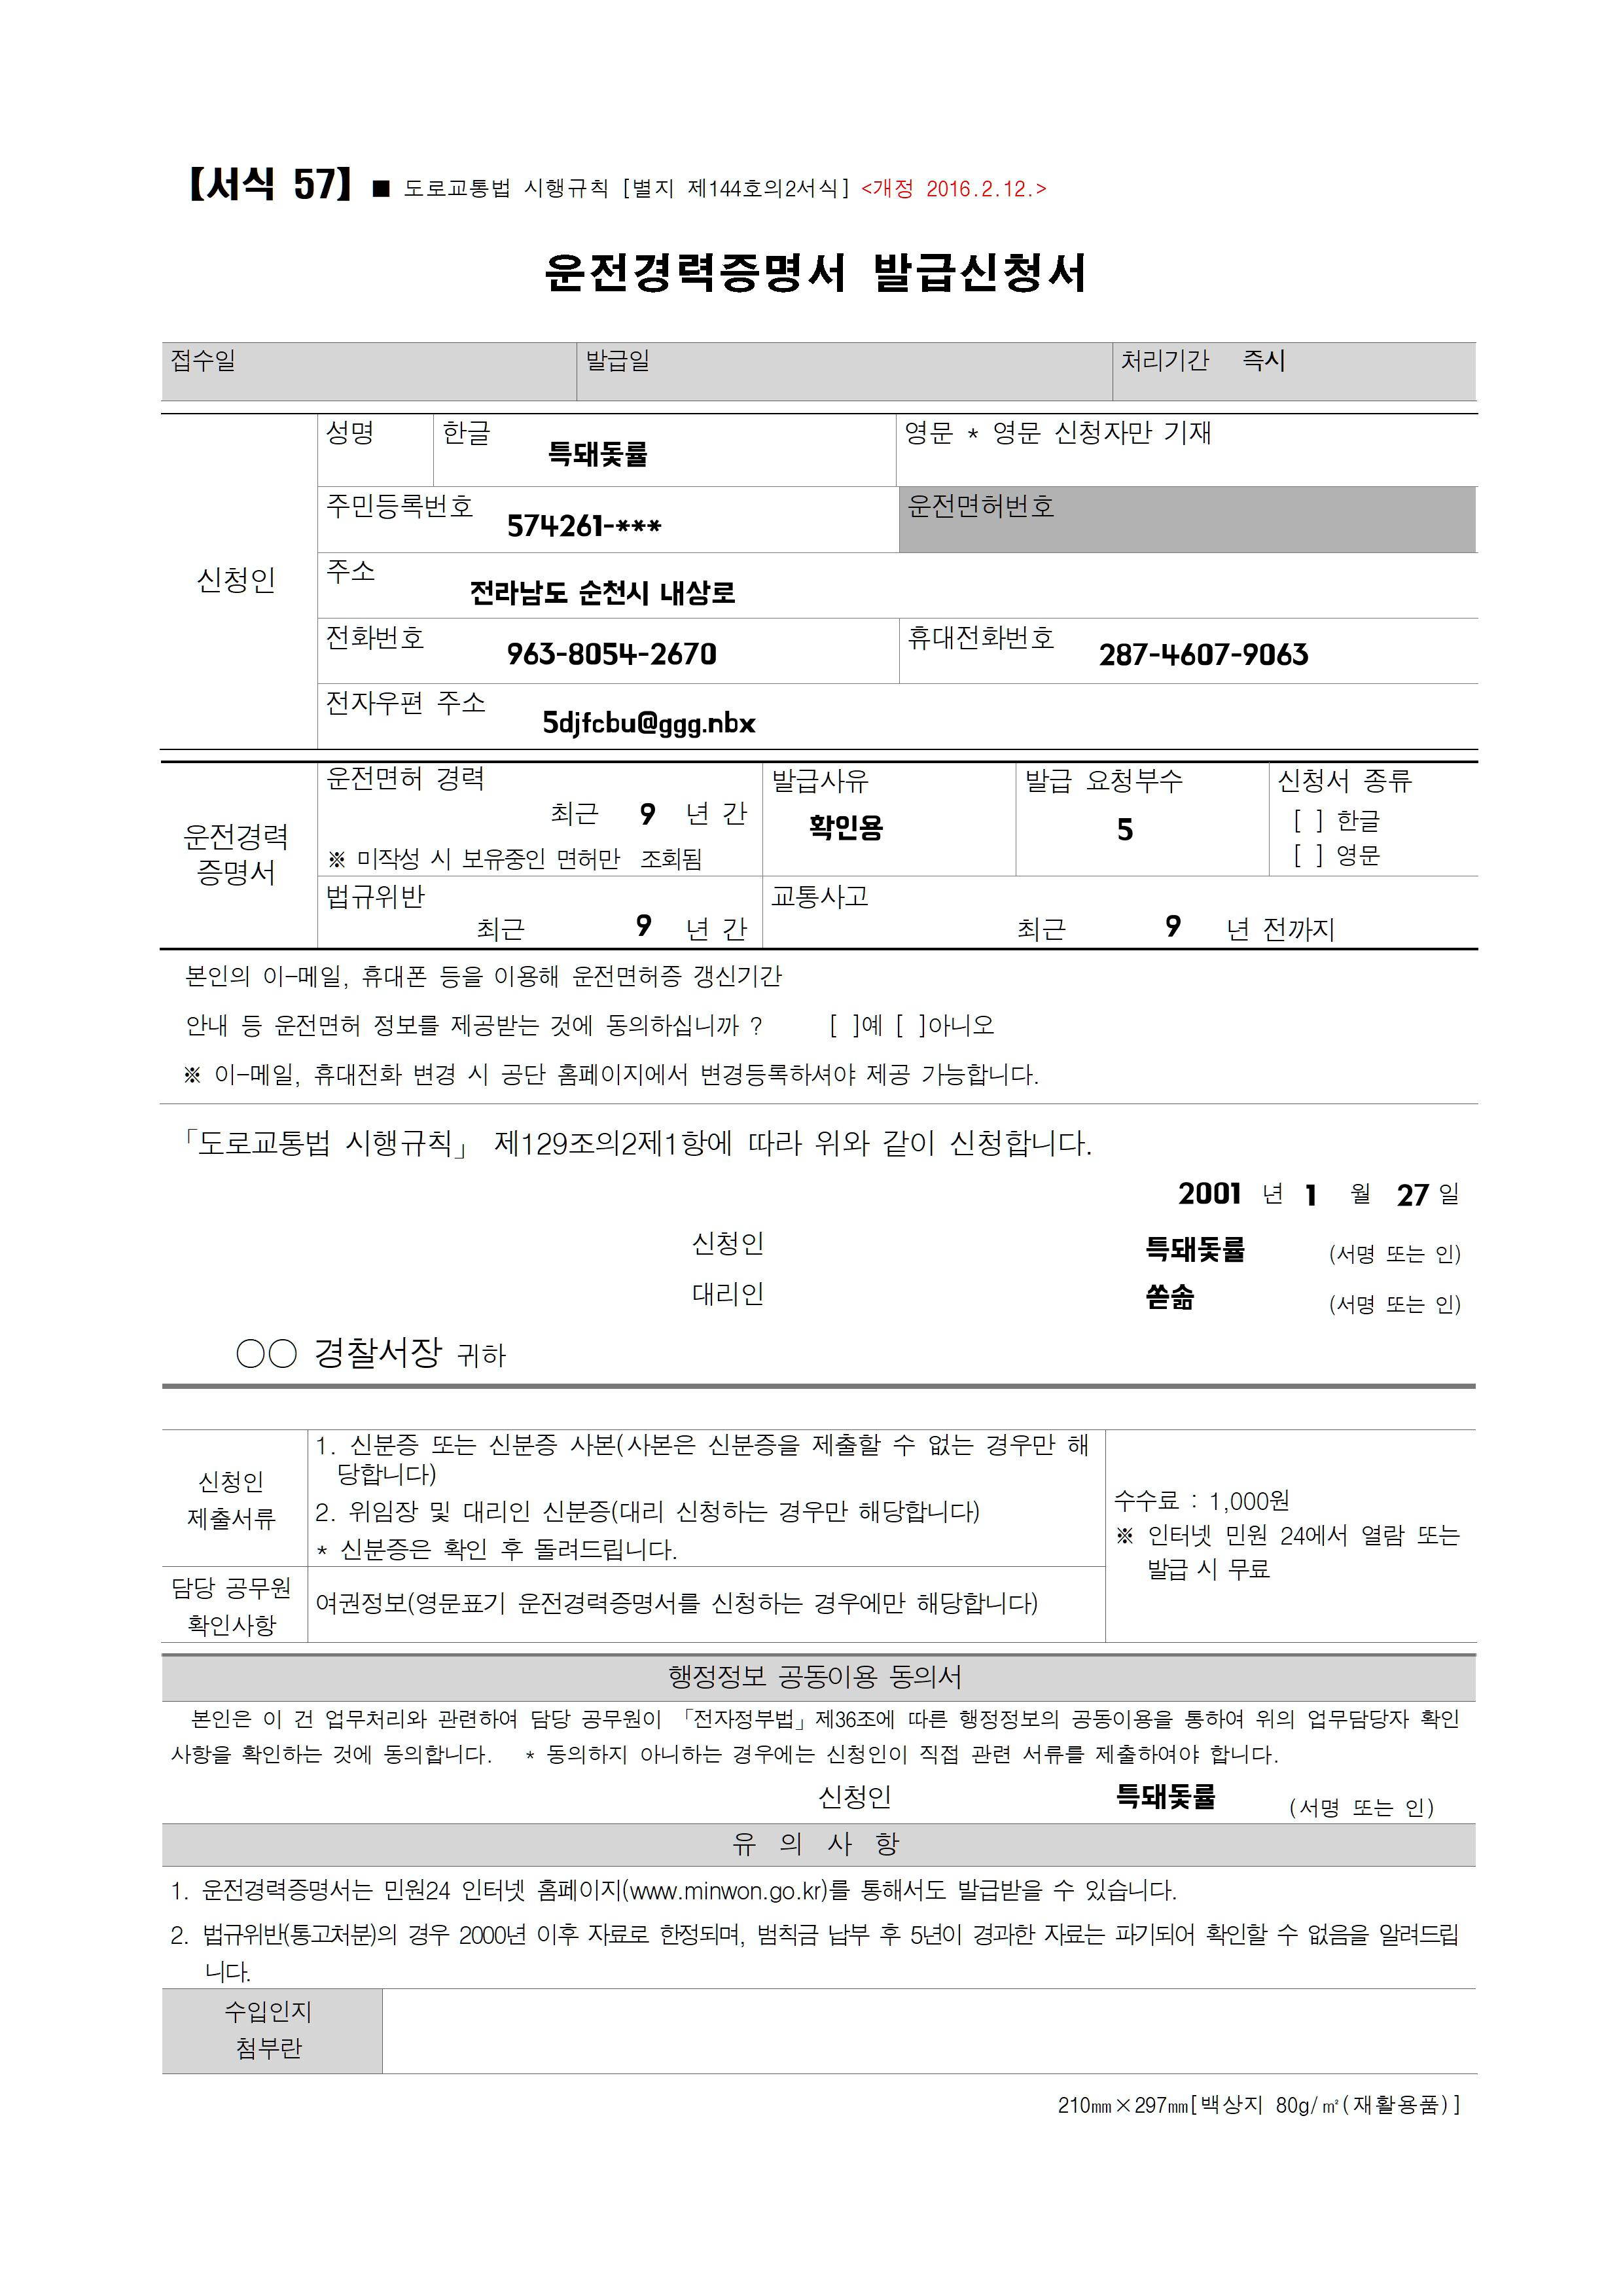 【서식 57】 ■ 도로교통법 시행규칙 [별지 제144호의2서식] <개정 2016.2.12.>
운전경력증명서 발급신청서
접수일 발급일 처리기간 즉시
성명 한글 영문 * 영문 신청자만 기재
특돼돛률
주민등록번호 운전면허번호
574261-***
신청인
주소
전라남도 순천시 내상로
전화번호 963-8054-2670 휴대전화번호 287-4607-9063
전자우편 주소
5djfcbu@ggg.nbx
운전경력
증명서
운전면허 경력 발급사유 발급 요청부수 신청서 종류
최근 9 년 간 확인용 5 [ ] 한글
[ ] 영문
※ 미작성 시 보유중인 면허만 조회됨
법규위반 교통사고
최근 9 년 간 최근 9 년 전까지
본인의 이-메일, 휴대폰 등을 이용해 운전면허증 갱신기간
안내 등 운전면허 정보를 제공받는 것에 동의하십니까 ? [ ]예 [ ]아니오
※ 이-메일, 휴대전화 변경 시 공단 홈페이지에서 변경등록하셔야 제공 가능합니다.
「도로교통법 시행규칙」 제129조의2제1항에 따라 위와 같이 신청합니다.
2001 년 1 월 27 일
신청인 특돼돛률 (서명 또는 인)
대리인 쏟솖 (서명 또는 인)
○○ 경찰서장 귀하
신청인
제출서류
1. 신분증 또는 신분증 사본(사본은 신분증을 제출할 수 없는 경우만 해
당합니다)
2. 위임장 및 대리인 신분증(대리 신청하는 경우만 해당합니다)
* 신분증은 확인 후 돌려드립니다.
수수료 : 1,000원
※ 인터넷 민원 24에서 열람 또는
발급 시 무료
담당 공무원
확인사항
여권정보(영문표기 운전경력증명서를 신청하는 경우에만 해당합니다)
행정정보 공동이용 동의서
본인은 이 건 업무처리와 관련하여 담당 공무원이 「전자정부법」제36조에 따른 행정정보의 공동이용을 통하여 위의 업무담당자 확인
사항을 확인하는 것에 동의합니다. * 동의하지 아니하는 경우에는 신청인이 직접 관련 서류를 제출하여야 합니다.
신청인 특돼돛률 (서명 또는 인)
유 의 사 항
1. 운전경력증명서는 민원24 인터넷 홈페이지(www.minwon.go.kr)를 통해서도 발급받을 수 있습니다.
2. 법규위반(통고처분)의 경우 2000년 이후 자료로 한정되며, 범칙금 납부 후 5년이 경과한 자료는 파기되어 확인할 수 없음을 알려드립
니다.
수입인지
첨부란
210㎜×297㎜[백상지 80g/㎡(재활용품)]